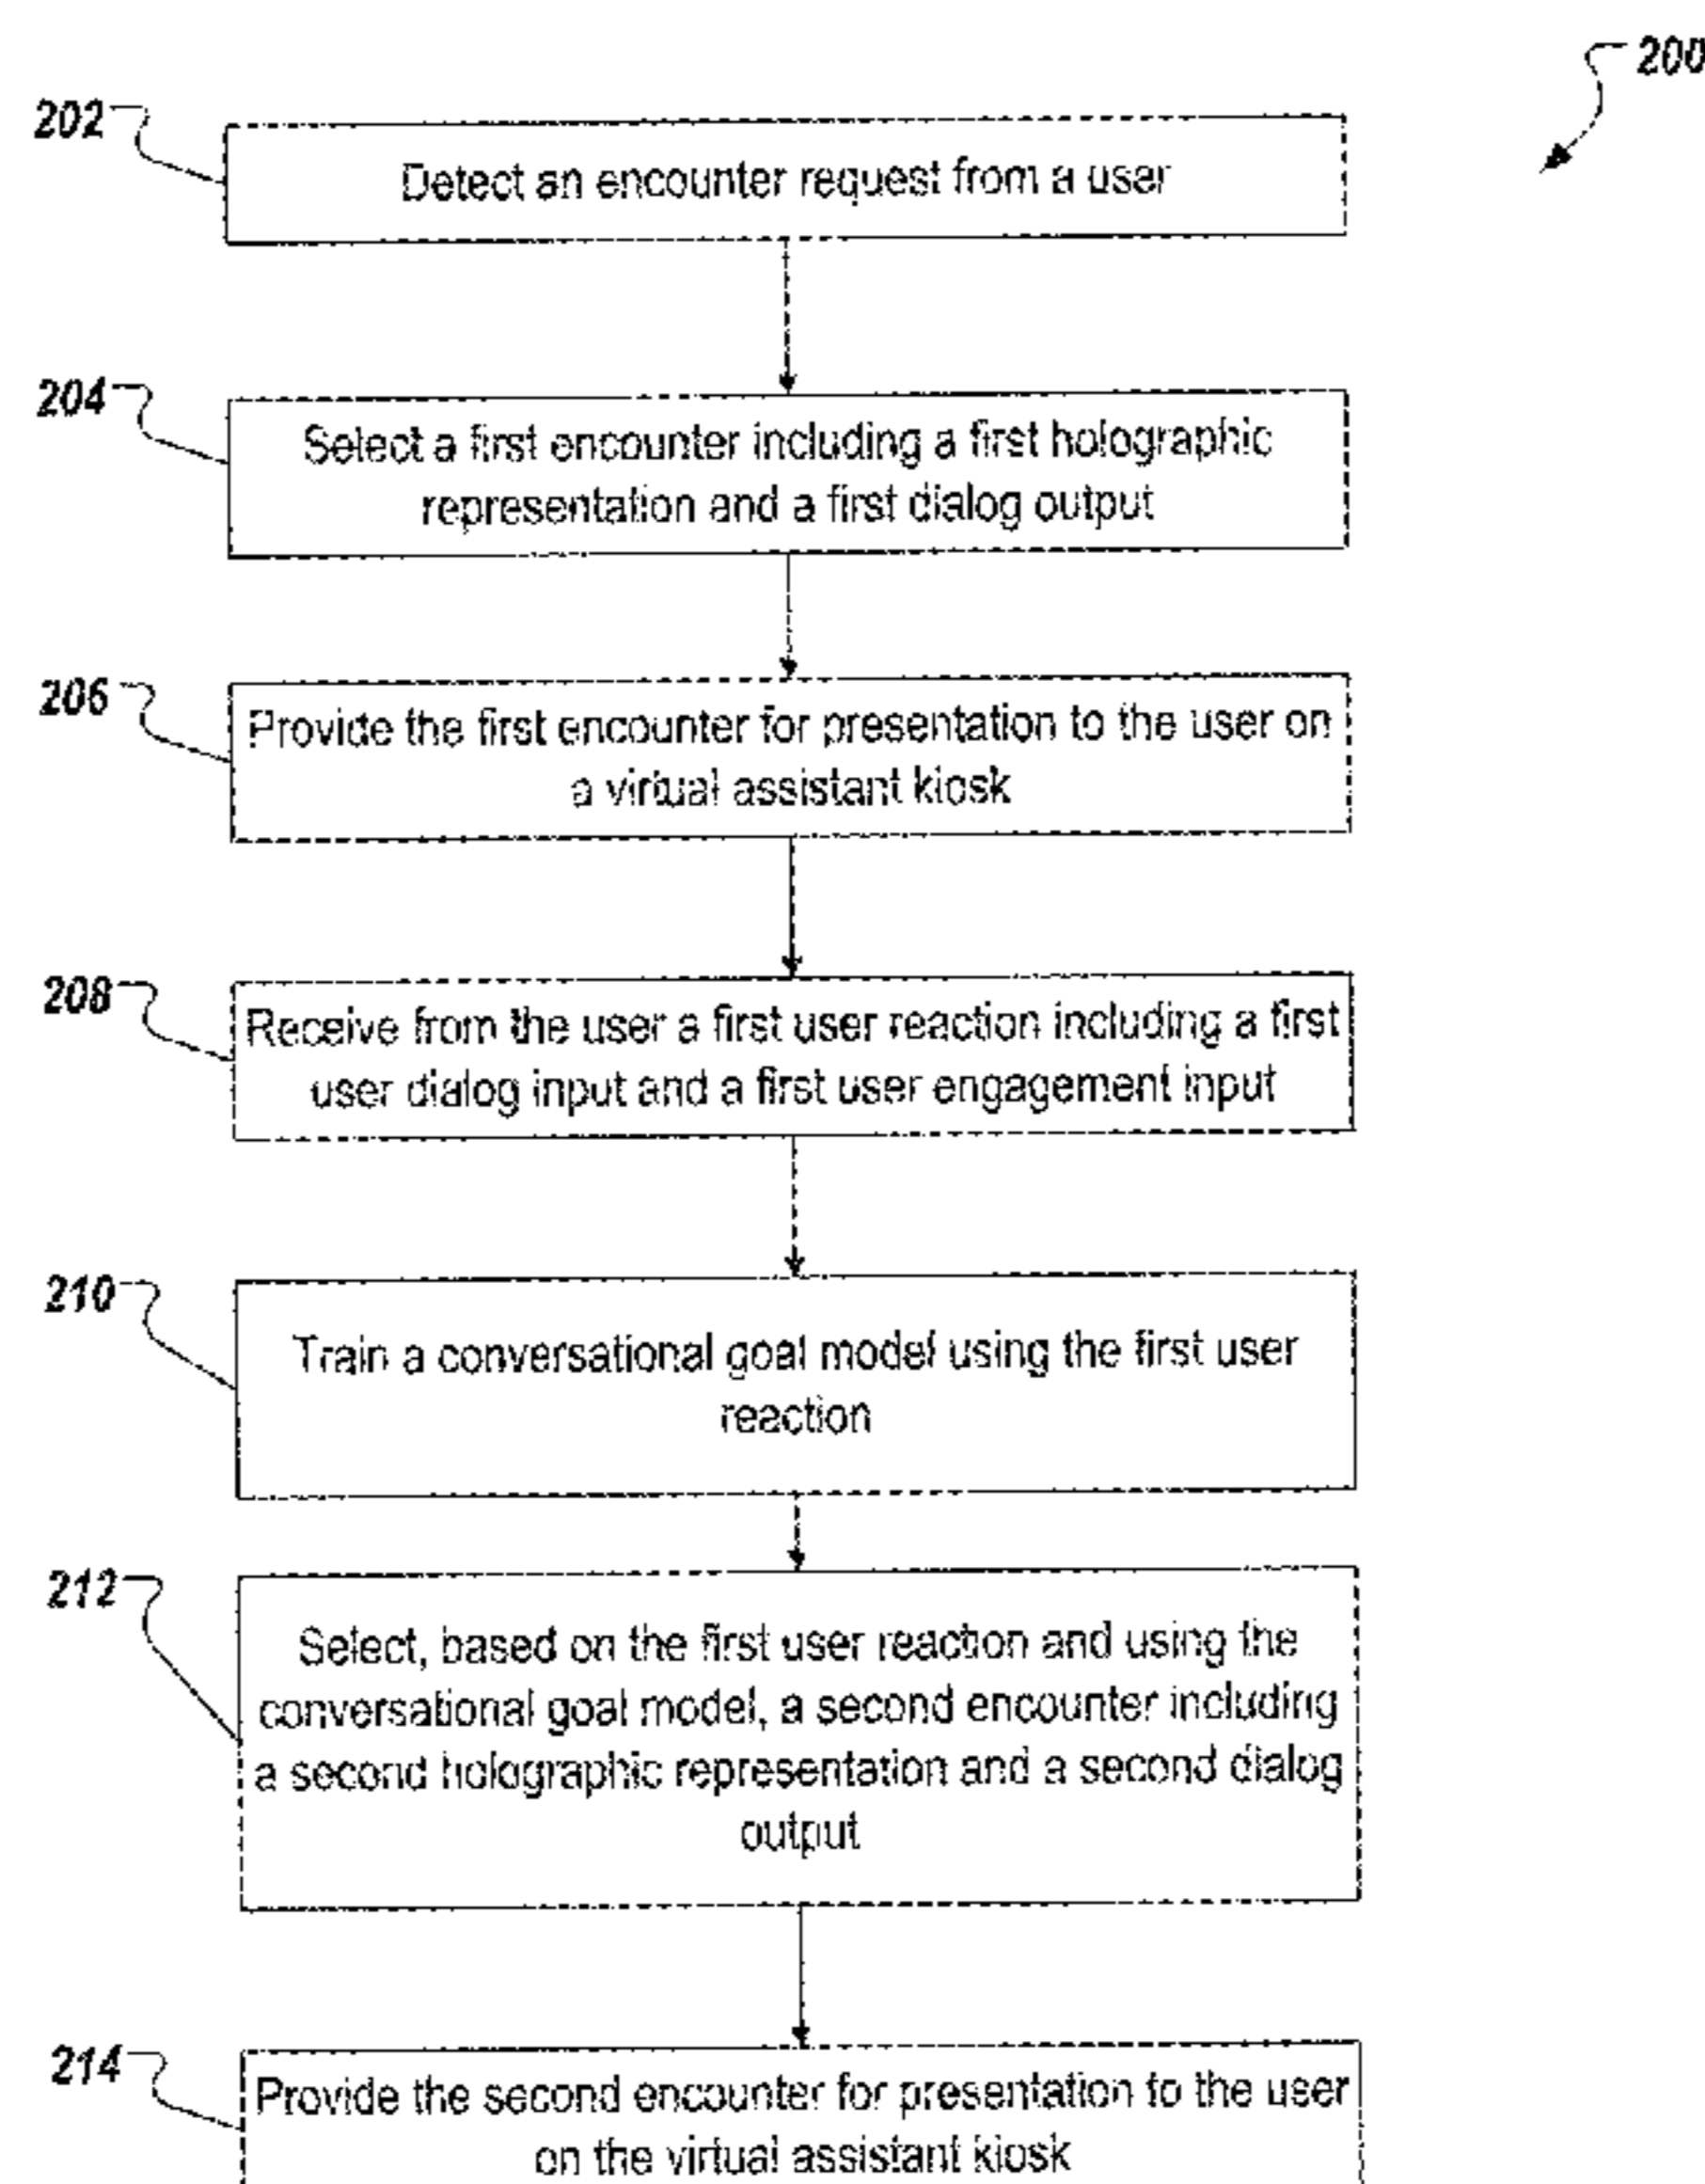 200
202
Detect an encounter request from a user
204
Select a first encounter including a first holographic
representation and a first dialog output
206
Provide the first encounter for presentation to the user on
a virtual assistant kiosk
208
Receive from the user a first user reaction including a first
user dialog input and a first user engagement input
210
Train a conversational goal model using the first user
reaction
212
Select, based on the first user reaction and using the
conversational goal model, a second encounter including
a second holographic representation and a second dialog
output
214
Provide the second encounter for presentation to the user
on the virtual assistant kiosk